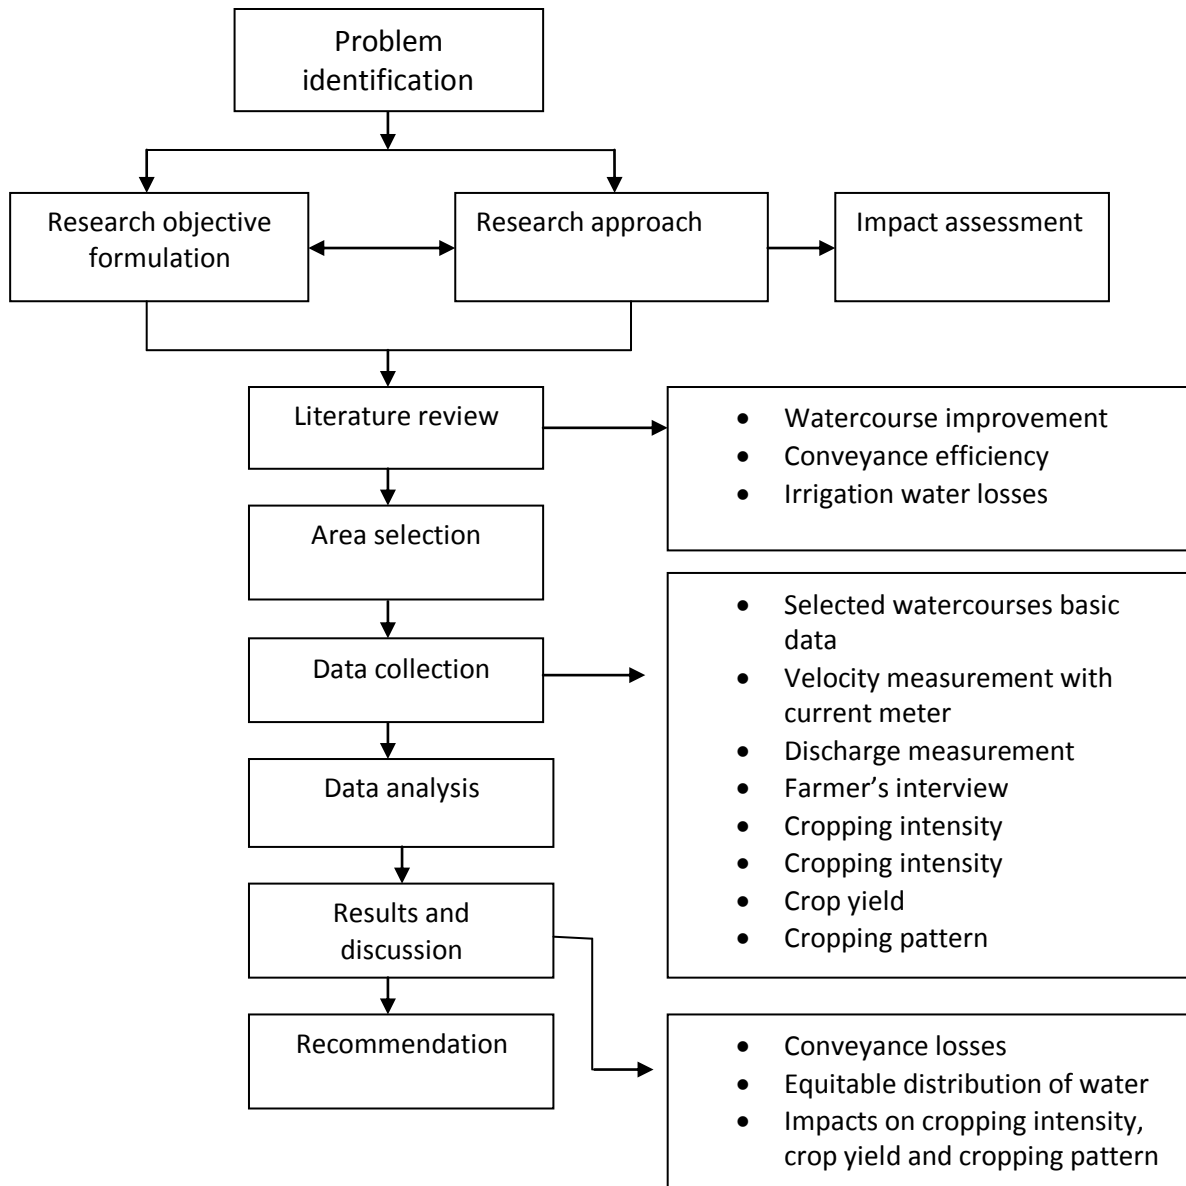 Problem
identification
Research objective
formulation
Research approach
Impact assessment
Literature review
• Watercourse improvement
• Conveyance efficiency
• Irrigation water losses
Area selection
Data collection
• Selected watercourses basic
data
• Velocity measurement with
current meter
• Discharge measurement
• Farmer’s interview
• Cropping intensity
• Cropping intensity
• Crop yield
• Cropping pattern
Data analysis
Results and
discussion
Recommendation
• Conveyance losses
• Equitable distribution of water
• Impacts on cropping intensity,
crop yield and cropping pattern